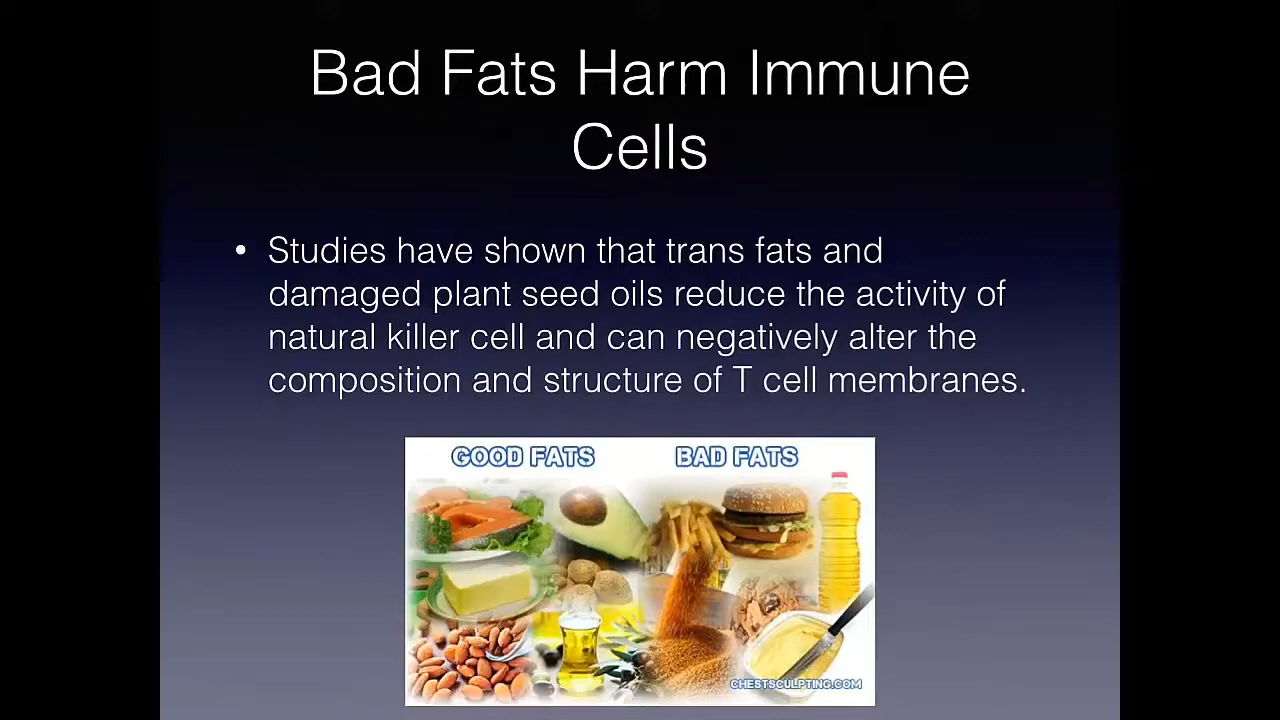 Bad Fats Harm Immune
Cells
• Studies have shown that trans fats and
damaged plant seed oils reduce the activity of
natural killer cell and can negatively alter the
composition and structure of T cell membranes.
GOOD FATS BAD FATS
CHESTSCULPTING.COM